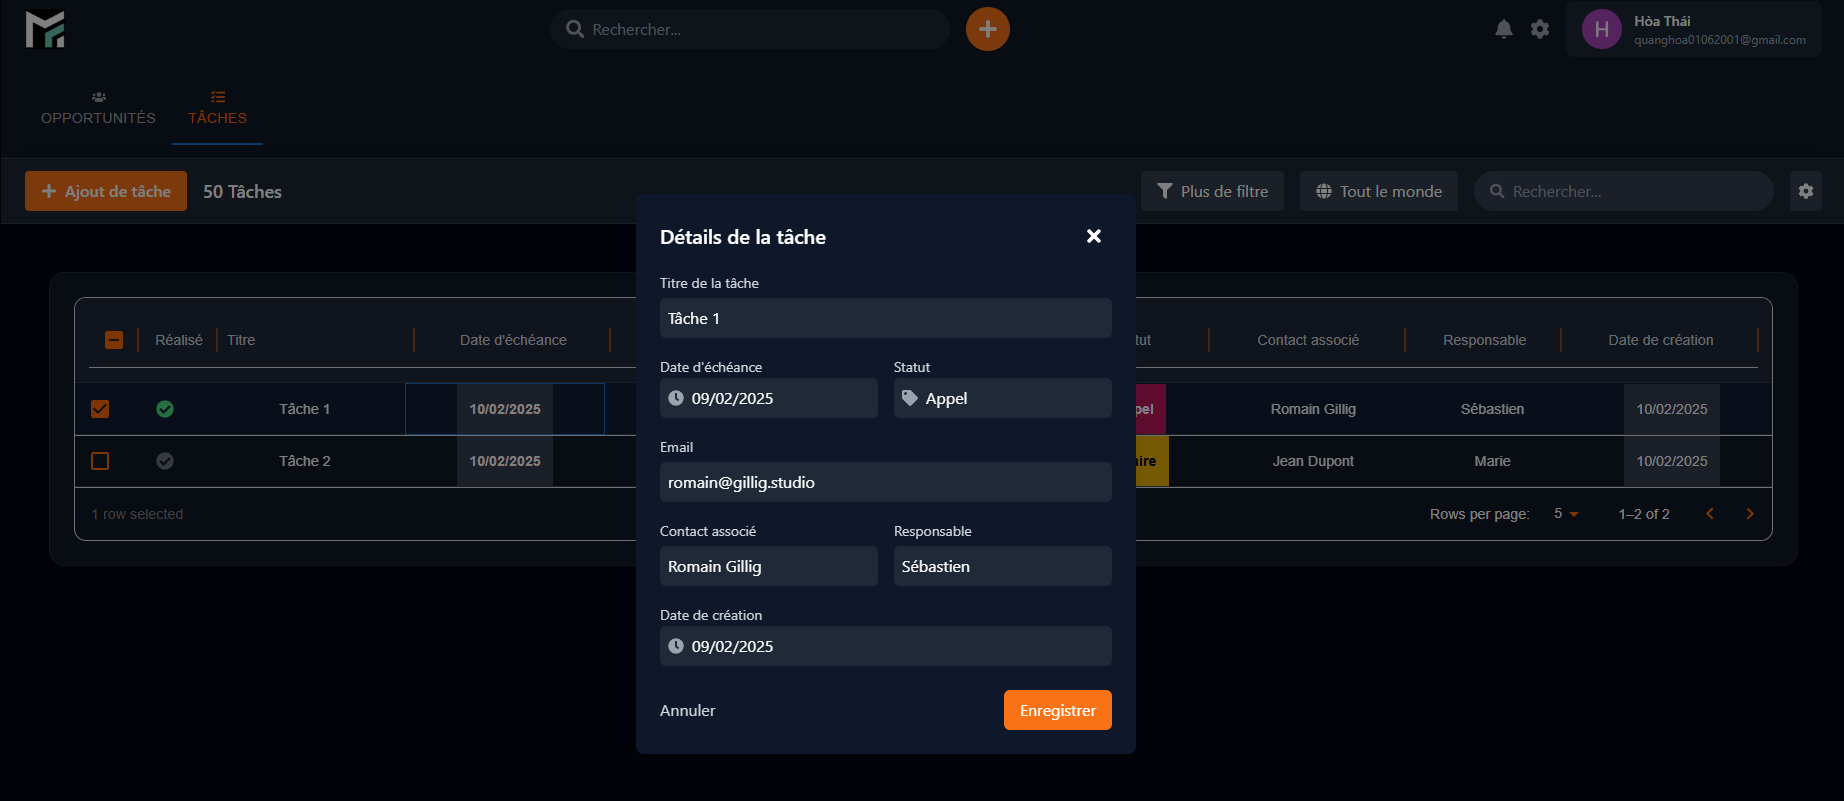 Rechercher...
Hòa Thái
quanghoa01062001@gmail.com
H
OPPORTUNITÉS
TÂCHES
Ajout de tâche
50 Tâches
Plus de filtre
Tout le monde
Rechercher...
Détails de la tâche
Titre de la tâche
Tâche 1
Date d'échéance
Statut
09/02/2025
Appel
Email
romain@gillig.studio
Contact associé
Responsable
Romain Gillig
Sébastien
Date de création
09/02/2025
Annuler
Enregistrer
Réalisé Titre Date d'échéance tut Contact associé Responsable Date de création
Tâche 1 10/02/2025 pel Romain Gillig Sébastien 10/02/2025
Tâche 2 10/02/2025 ire Jean Dupont Marie 10/02/2025
1 row selected
Rows per page: 5 1–2 of 2